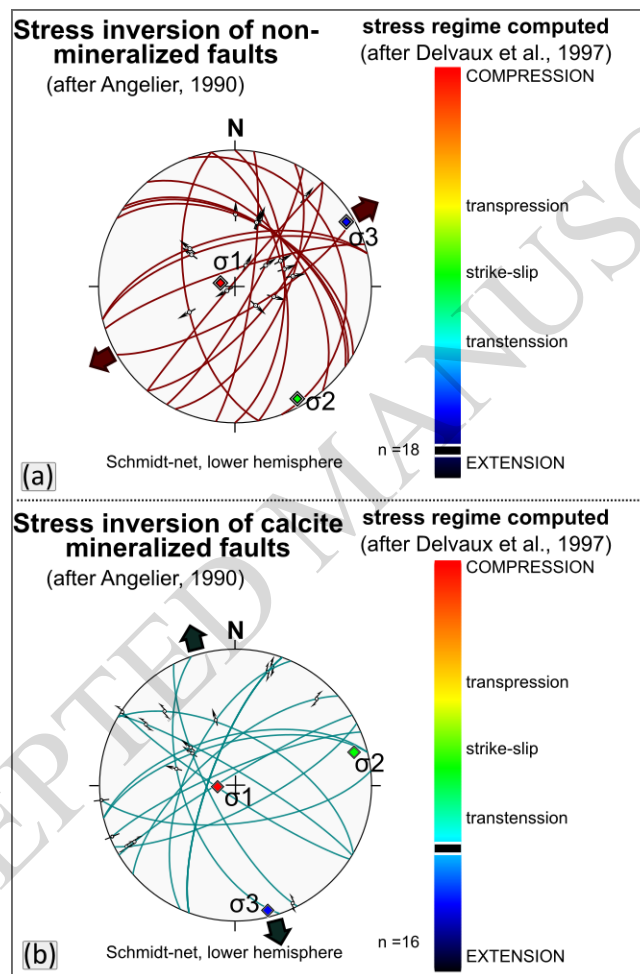 Stress inversion of non-
mineralized faults
(after Angelier, 1990)
stress regime computed
(after Delvaux et al., 1997)
COMPRESSION
transpression
strike-slip
transtenssion
n =18
EXTENSION
N
σ3
σ1
σ2
Schmidt-net, lower hemisphere
(a)
Stress inversion of calcite
mineralized faults
(after Angelier, 1990)
stress regime computed
(after Delvaux et al., 1997)
COMPRESSION
transpression
strike-slip
transtenssion
n =16
EXTENSION
N
σ2
σ1
σ3
Schmidt-net, lower hemisphere
(b)
EPTED MANUSC